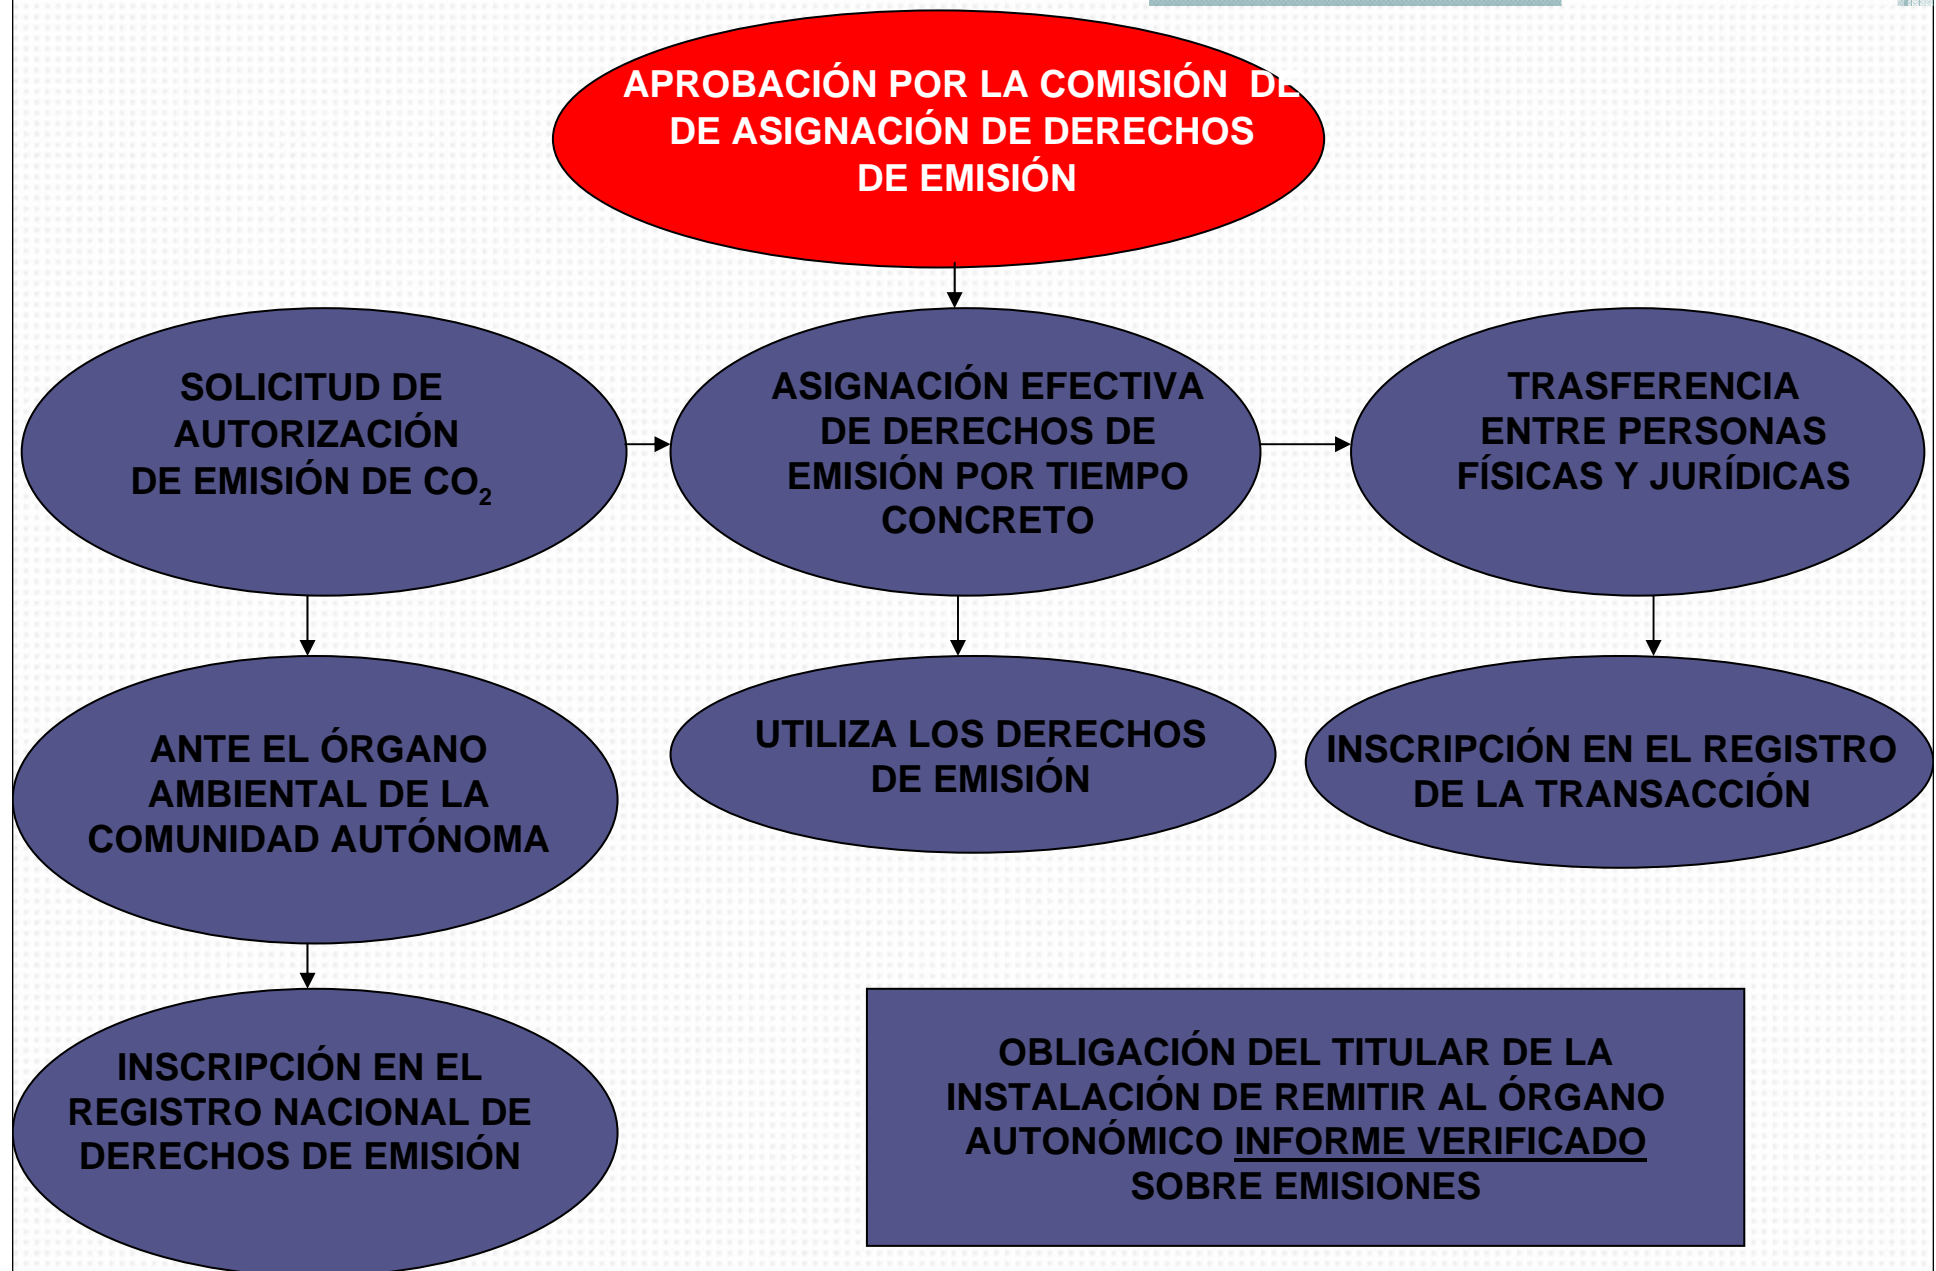 APROBACIÓN POR LA COMISIÓN DE
DE ASIGNACIÓN DE DERECHOS
DE EMISIÓN
SOLICITUD DE
AUTORIZACIÓN
DE EMISIÓN DE CO₂
ASIGNACIÓN EFECTIVA
DE DERECHOS DE
EMISIÓN POR TIEMPO
CONCRETO
TRASFERENCIA
ENTRE PERSONAS
FÍSICAS Y JURÍDICAS
ANTE EL ÓRGANO
AMBIENTAL DE LA
COMUNIDAD AUTÓNOMA
UTILIZA LOS DERECHOS
DE EMISIÓN
INSCRIPCIÓN EN EL REGISTRO
DE LA TRANSACCIÓN
INSCRIPCIÓN EN EL
REGISTRO NACIONAL DE
DERECHOS DE EMISIÓN
OBLIGACIÓN DEL TITULAR DE LA
INSTALACIÓN DE REMITIR AL ÓRGANO
AUTONÓMICO INFORME VERIFICADO
SOBRE EMISIONES